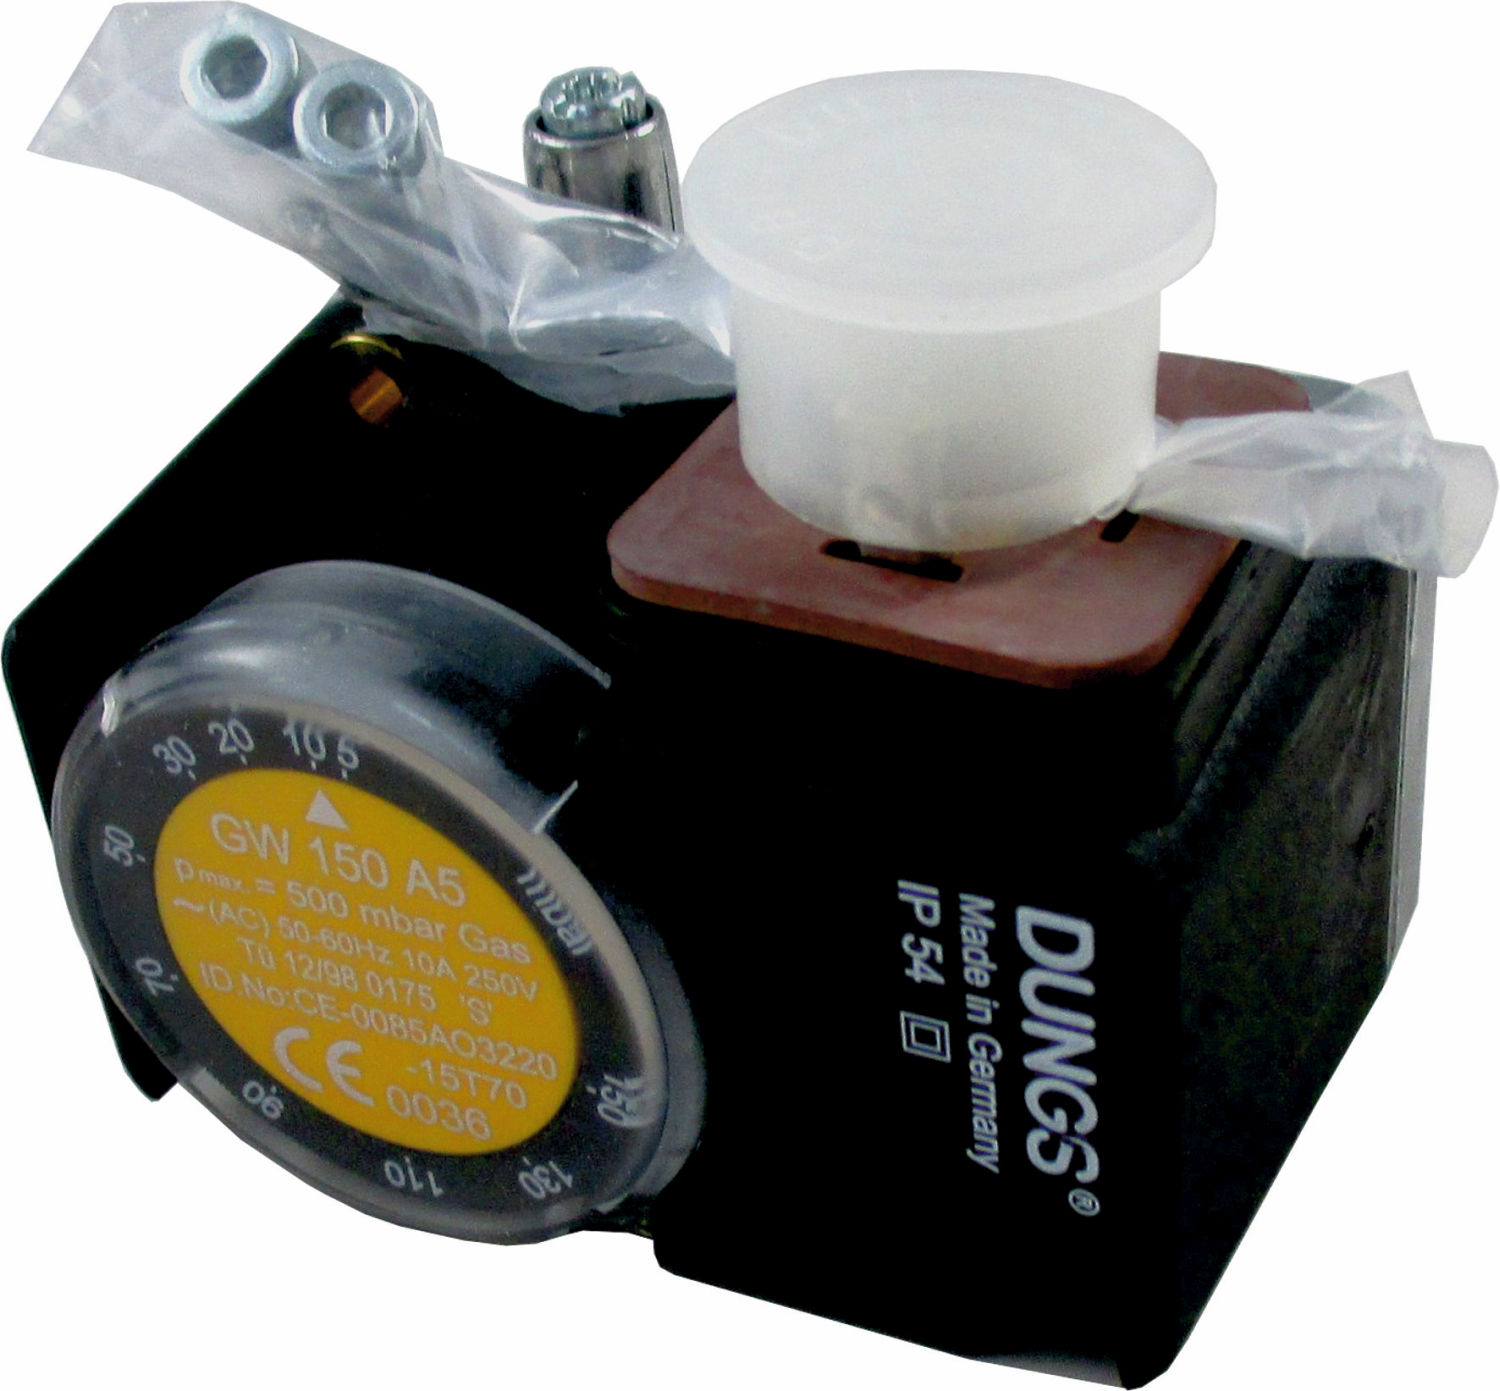 5
10
20
30
50
70
90
110
130
150
mbar
GW 150 A5
pmax. = 500 mbar Gas
~(AC) 50-60Hz 10A 250V
Tü 12/98 0175 'S'
ID.No:CE-0085AO3220
-15T70
CE 0036
DUNGS®
Made in Germany
IP 54